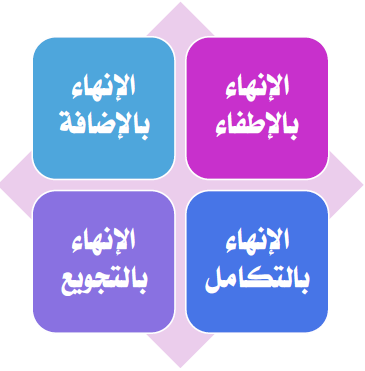 الإنهاء
بالإطفاء
الإنهاء
بالإضافة
الإنهاء
بالتكامل
الإنهاء
بالتجويع